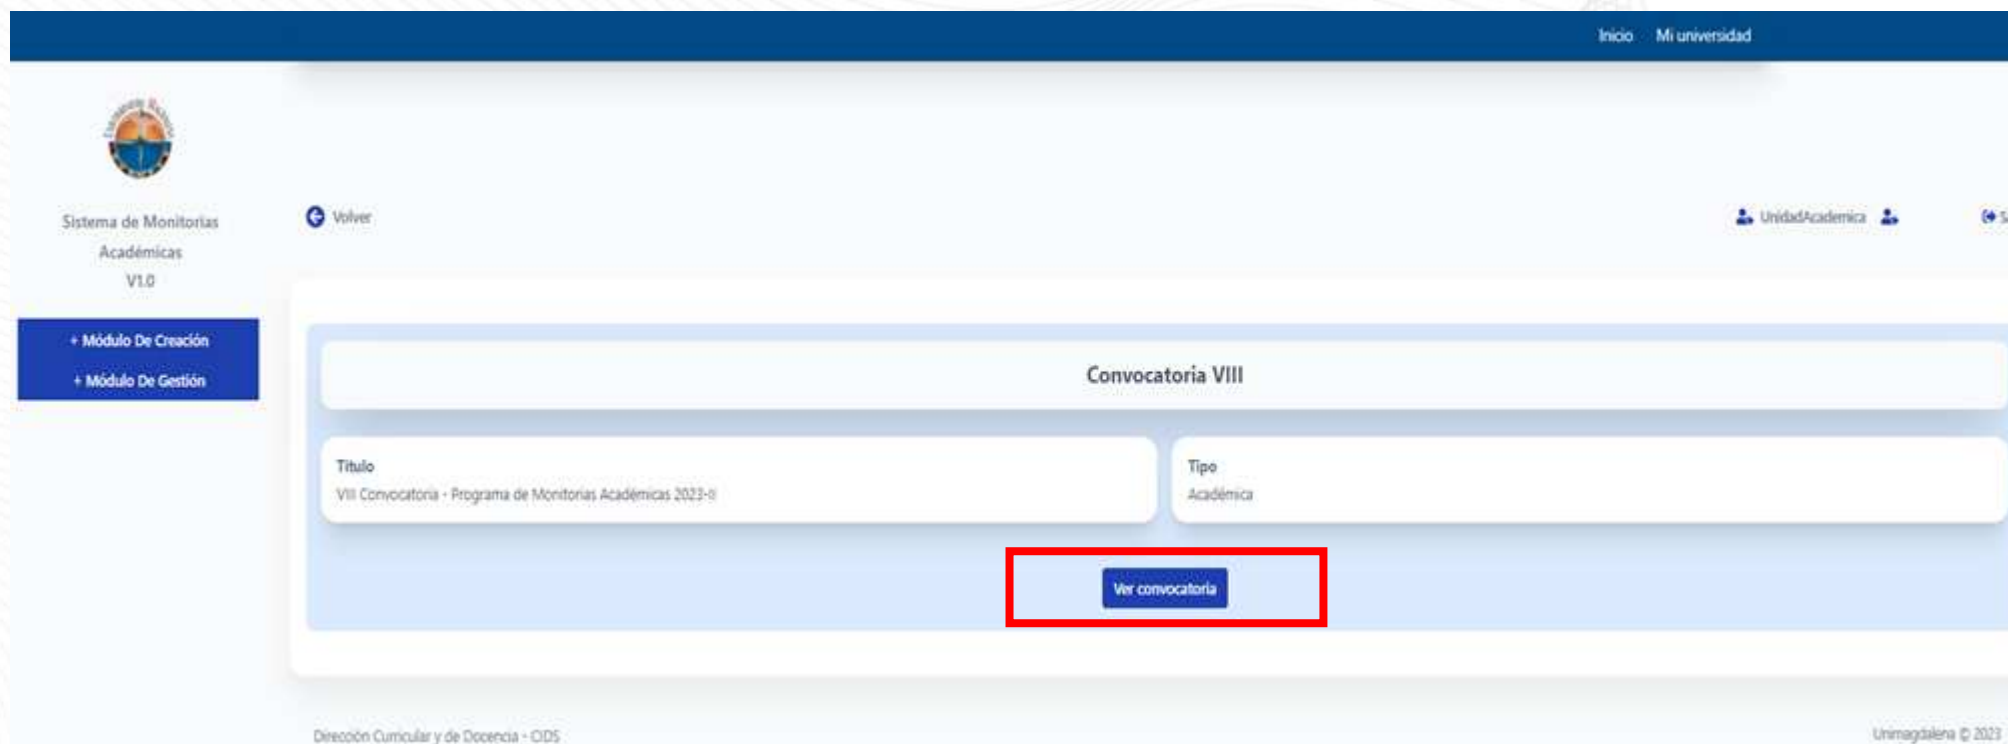 Inicio Mi universidad
Sistema de Monitorias
Académicas
V1.0
Volver
UnidadAcademica
+ Módulo De Creación
+ Módulo De Gestión
Convocatoria VIII
Título
VIII Convocatoria - Programa de Monitorias Académicas 2023-II
Tipo
Académica
Ver convocatoria
Dirección Curricular y de Docencia - CIDS
Unimagdalena © 2023